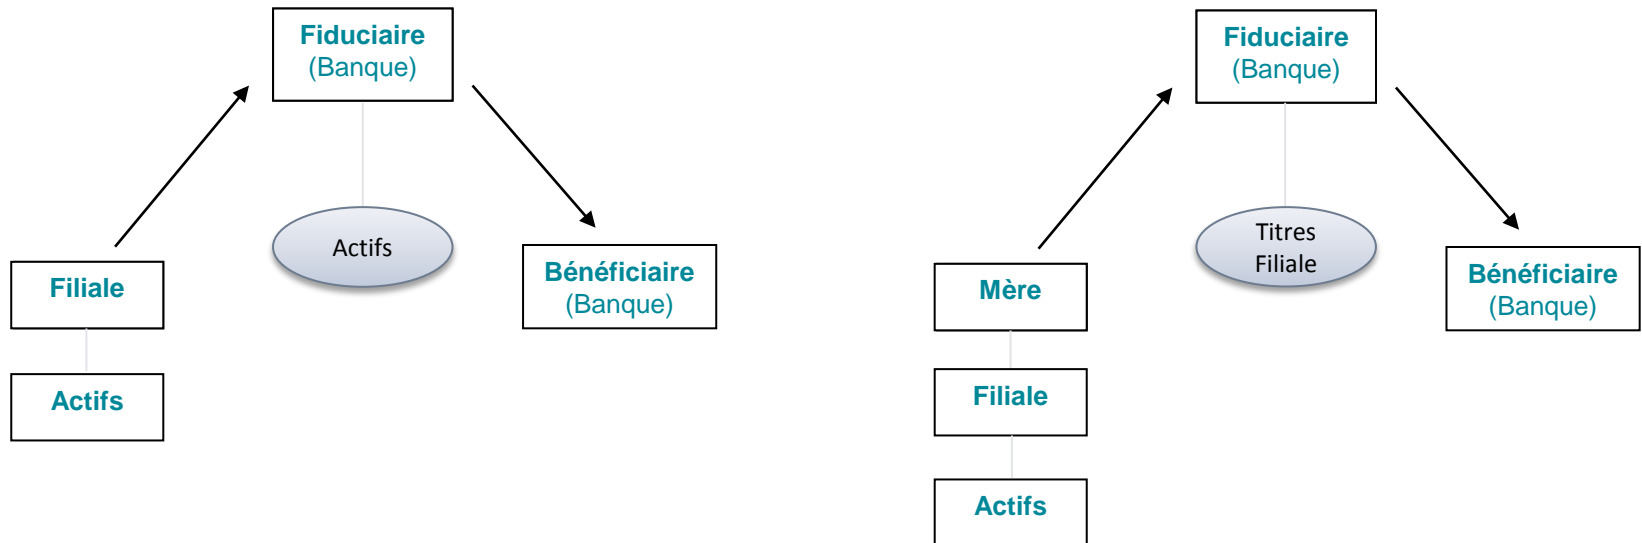 Fiduciaire
(Banque)
Actifs
Filiale
Actifs
Bénéficiaire
(Banque)
Fiduciaire
(Banque)
Titres
Filiale
Mère
Filiale
Actifs
Bénéficiaire
(Banque)